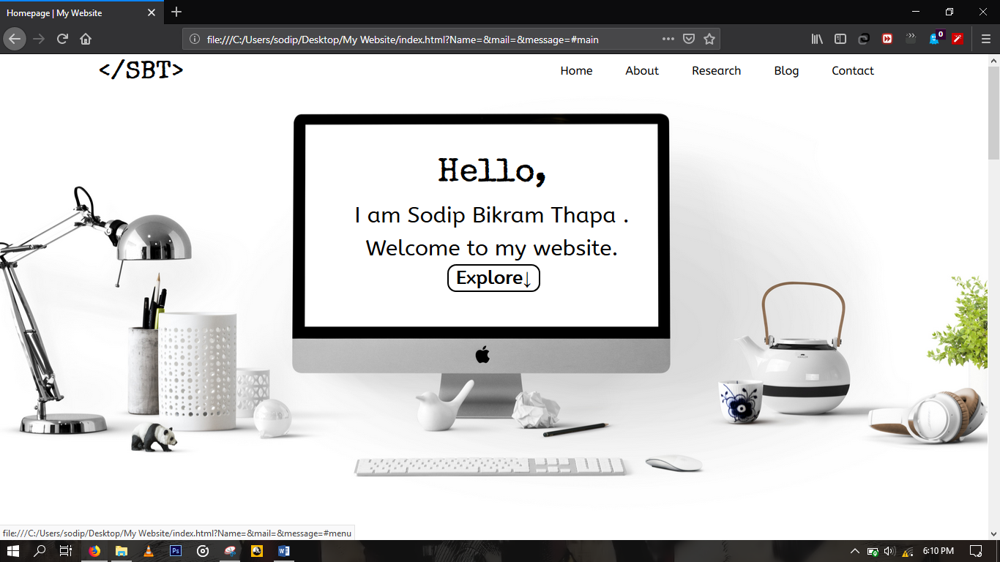 Homepage | My Website
file:///C:/Users/sodip/Desktop/My Website/index.html?Name=&mail=&message=#main
0
</SBT>
Home About Research Blog Contact
Hello,
I am Sodip Bikram Thapa .
Welcome to my website.
Explore↓
file:///C:/Users/sodip/Desktop/My Website/index.html?Name=&mail=&message=#menu
Ps
6:10 PM